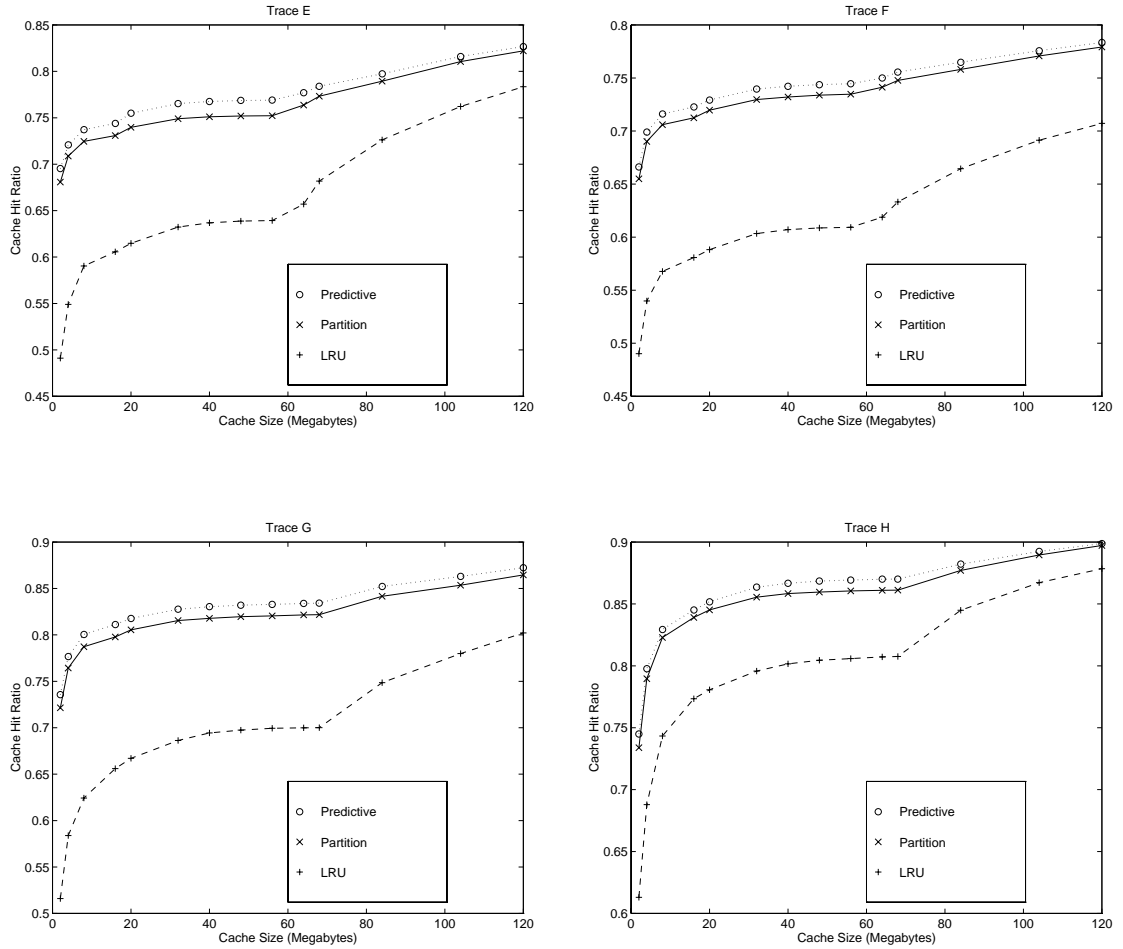 Trace E
0.85
0.8
0.75
0.7
0.65
0.6
0.55
0.5
0.45
Cache Hit Ratio
Predictive
Partition
LRU
0 20 40 60 80 100 120
Cache Size (Megabytes)
Trace F
0.8
0.75
0.7
0.65
0.6
0.55
0.5
0.45
Cache Hit Ratio
Predictive
Partition
LRU
0 20 40 60 80 100 120
Cache Size (Megabytes)
Trace G
0.9
0.85
0.8
0.75
0.7
0.65
0.6
0.55
0.5
Cache Hit Ratio
Predictive
Partition
LRU
0 20 40 60 80 100 120
Cache Size (Megabytes)
Trace H
0.9
0.85
0.8
0.75
0.7
0.65
0.6
Cache Hit Ratio
Predictive
Partition
LRU
0 20 40 60 80 100 120
Cache Size (Megabytes)